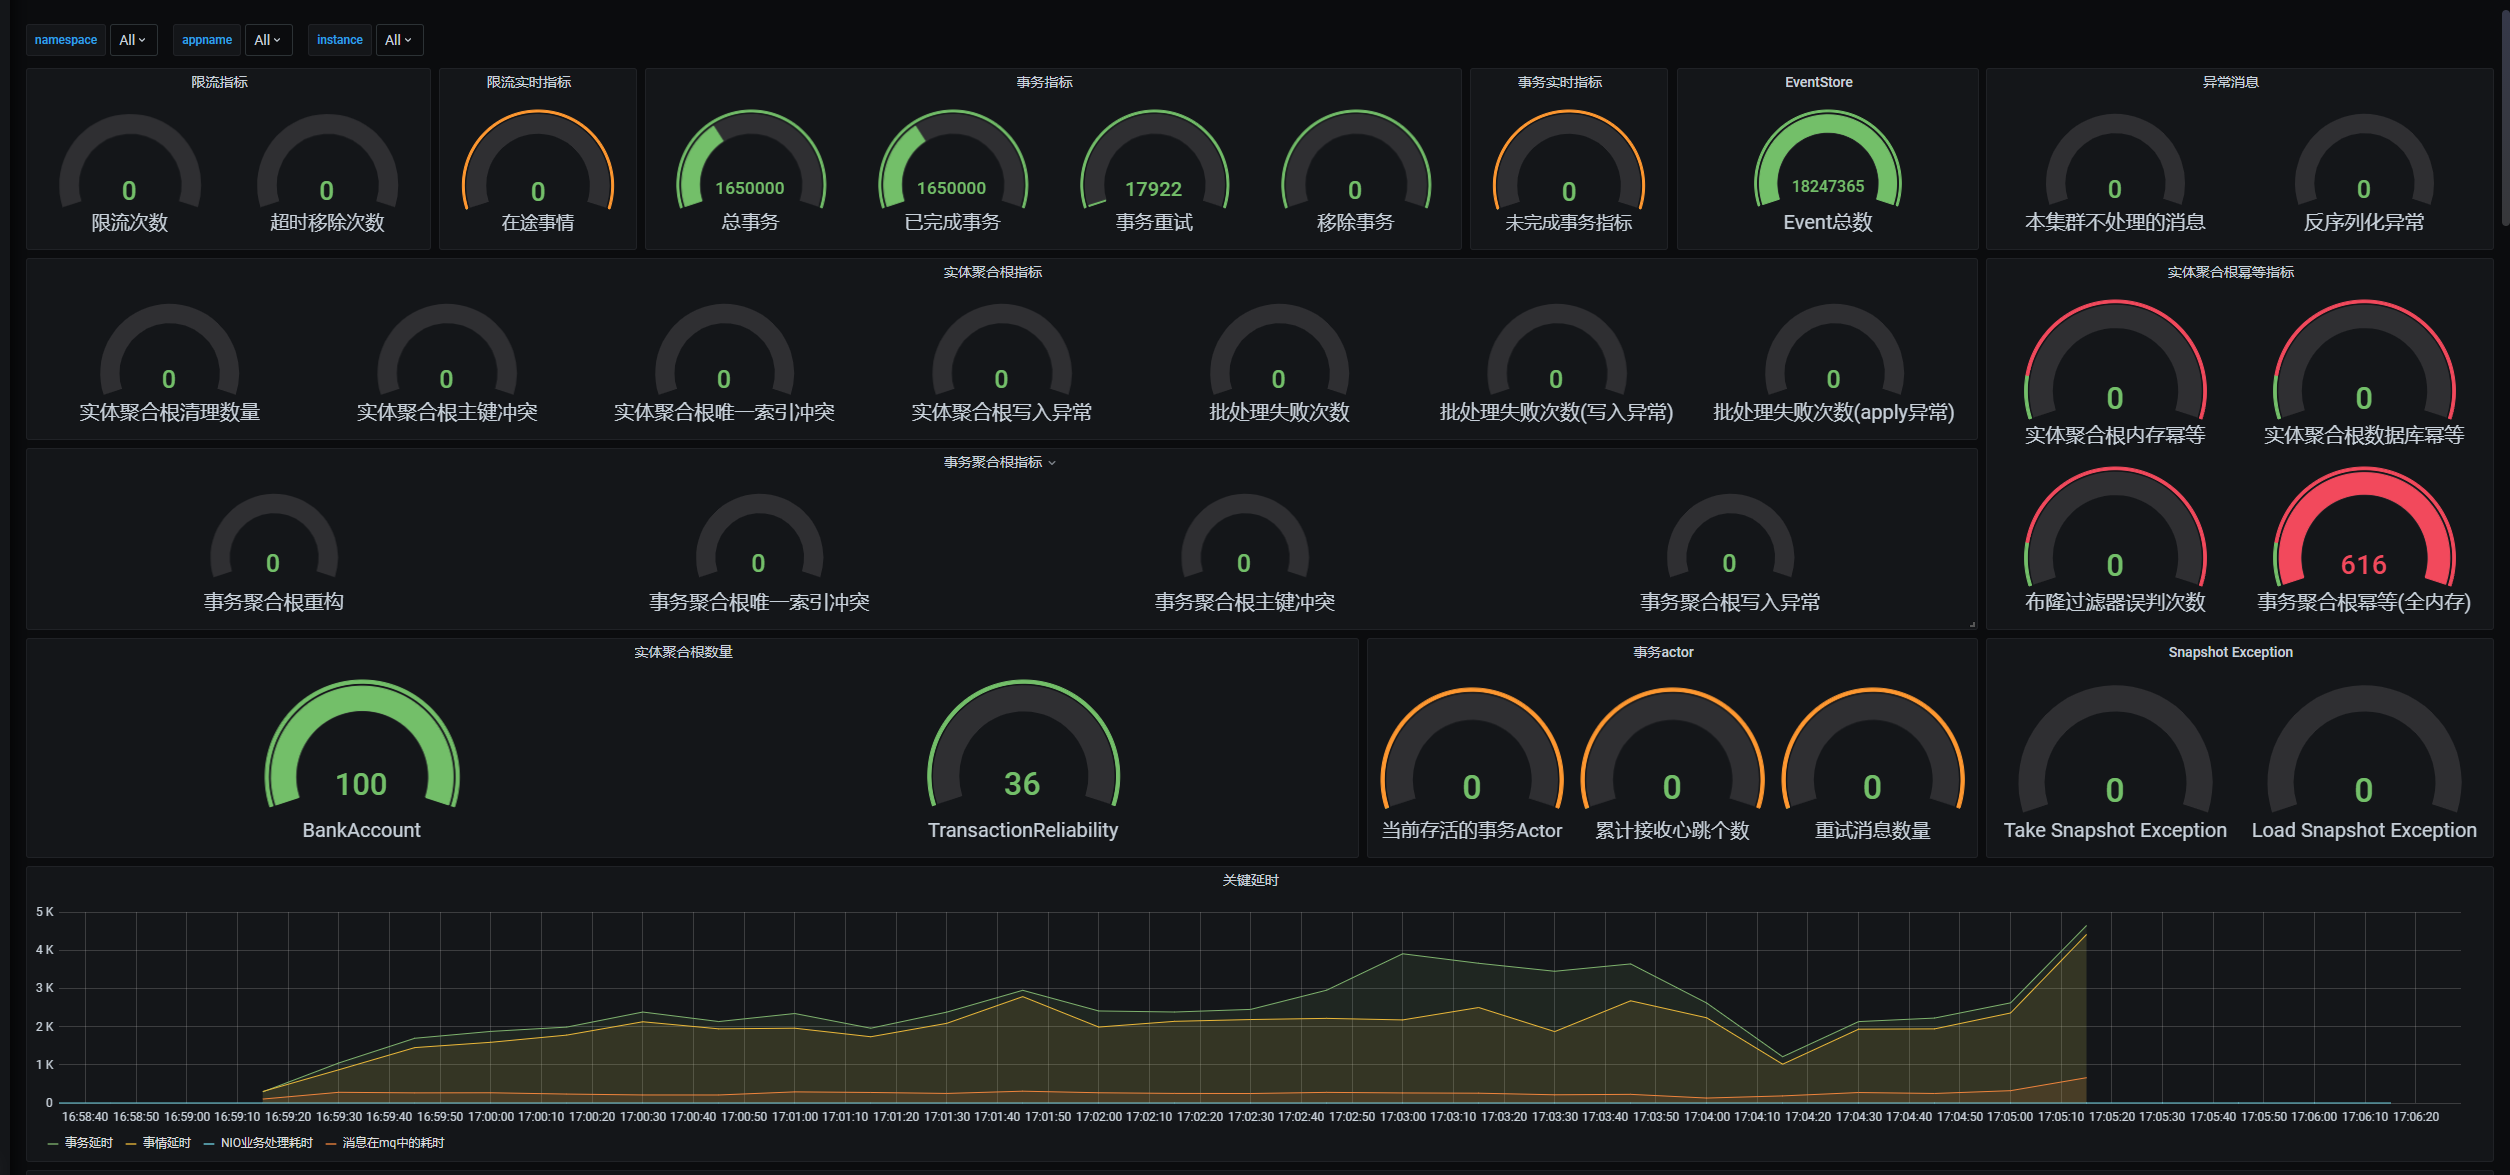 namespace All appname All instance All
限流指标
0 0
限流次数 超时移除次数
限流实时指标
0
在途事情
事务指标
1650000 1650000 17922 0
总事务 已完成事务 事务重试 移除事务
事务实时指标
0
未完成事务指标
EventStore
18247365
Event总数
异常消息
0 0
本集群不处理的消息 反序列化异常
实体聚合根指标
0 0 0 0 0 0 0
实体聚合根清理数量 实体聚合根主键冲突 实体聚合根唯一索引冲突 实体聚合根写入异常 批处理失败次数 批处理失败次数(写入异常) 批处理失败次数(apply异常)
实体聚合根幂等指标
0 0
实体聚合根内存幂等 实体聚合根数据库幂等
0 616
布隆过滤器误判次数 事务聚合根幂等(全内存)
事务聚合根指标
0 0 0 0
事务聚合根重构 事务聚合根唯一索引冲突 事务聚合根主键冲突 事务聚合根写入异常
实体聚合根数量
100 36
BankAccount TransactionReliability
事务actor
0 0 0
当前存活的事务Actor 累计接收心跳个数 重试消息数量
Snapshot Exception
0 0
Take Snapshot Exception Load Snapshot Exception
关键延时
5 K
4 K
3 K
2 K
1 K
0
16:58:40 16:58:50 16:59:00 16:59:10 16:59:20 16:59:30 16:59:40 16:59:50 17:00:00 17:00:10 17:00:20 17:00:30 17:00:40 17:00:50 17:01:00 17:01:10 17:01:20 17:01:30 17:01:40 17:01:50 17:02:00 17:02:10 17:02:20 17:02:30 17:02:40 17:02:50 17:03:00 17:03:10 17:03:20 17:03:30 17:03:40 17:03:50 17:04:00 17:04:10 17:04:20 17:04:30 17:04:40 17:04:50 17:05:00 17:05:10 17:05:20 17:05:30 17:05:40 17:05:50 17:06:00 17:06:10 17:06:20
事务延时 事情延时 NIO业务处理耗时 消息在mq中的耗时